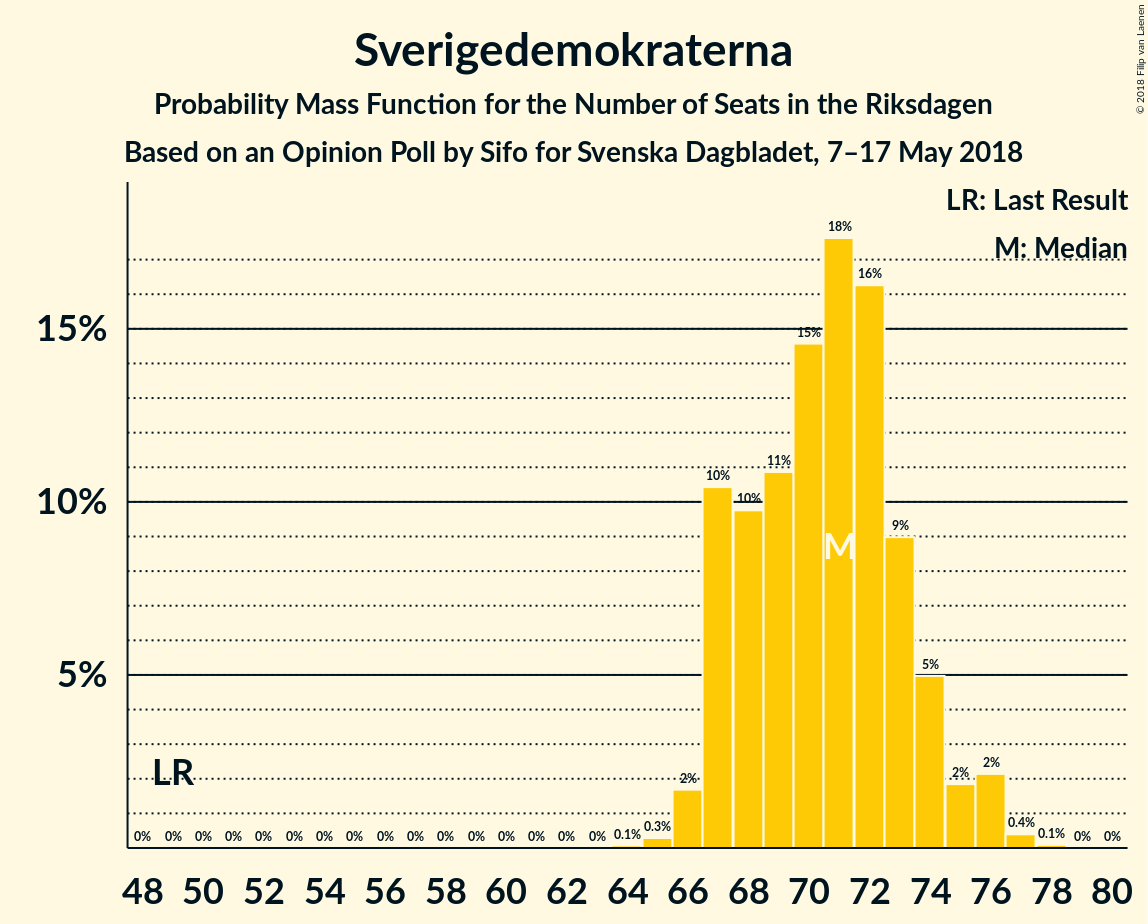 Sverigedemokraterna
Probability Mass Function for the Number of Seats in the Riksdagen
Based on an Opinion Poll by Sifo for Svenska Dagbladet, 7–17 May 2018
© 2018 Filip van Laenen
LR: Last Result
M: Median
15%
10%
5%
0% 0% 0% 0% 0% 0% 0% 0% 0% 0% 0% 0% 0% 0% 0% 0% 0.1% 0.3% 2% 10% 10% 11% 15% 18% 16% 9% 5% 2% 2% 0.4% 0.1% 0% 0%
LR
M
48 50 52 54 56 58 60 62 64 66 68 70 72 74 76 78 80